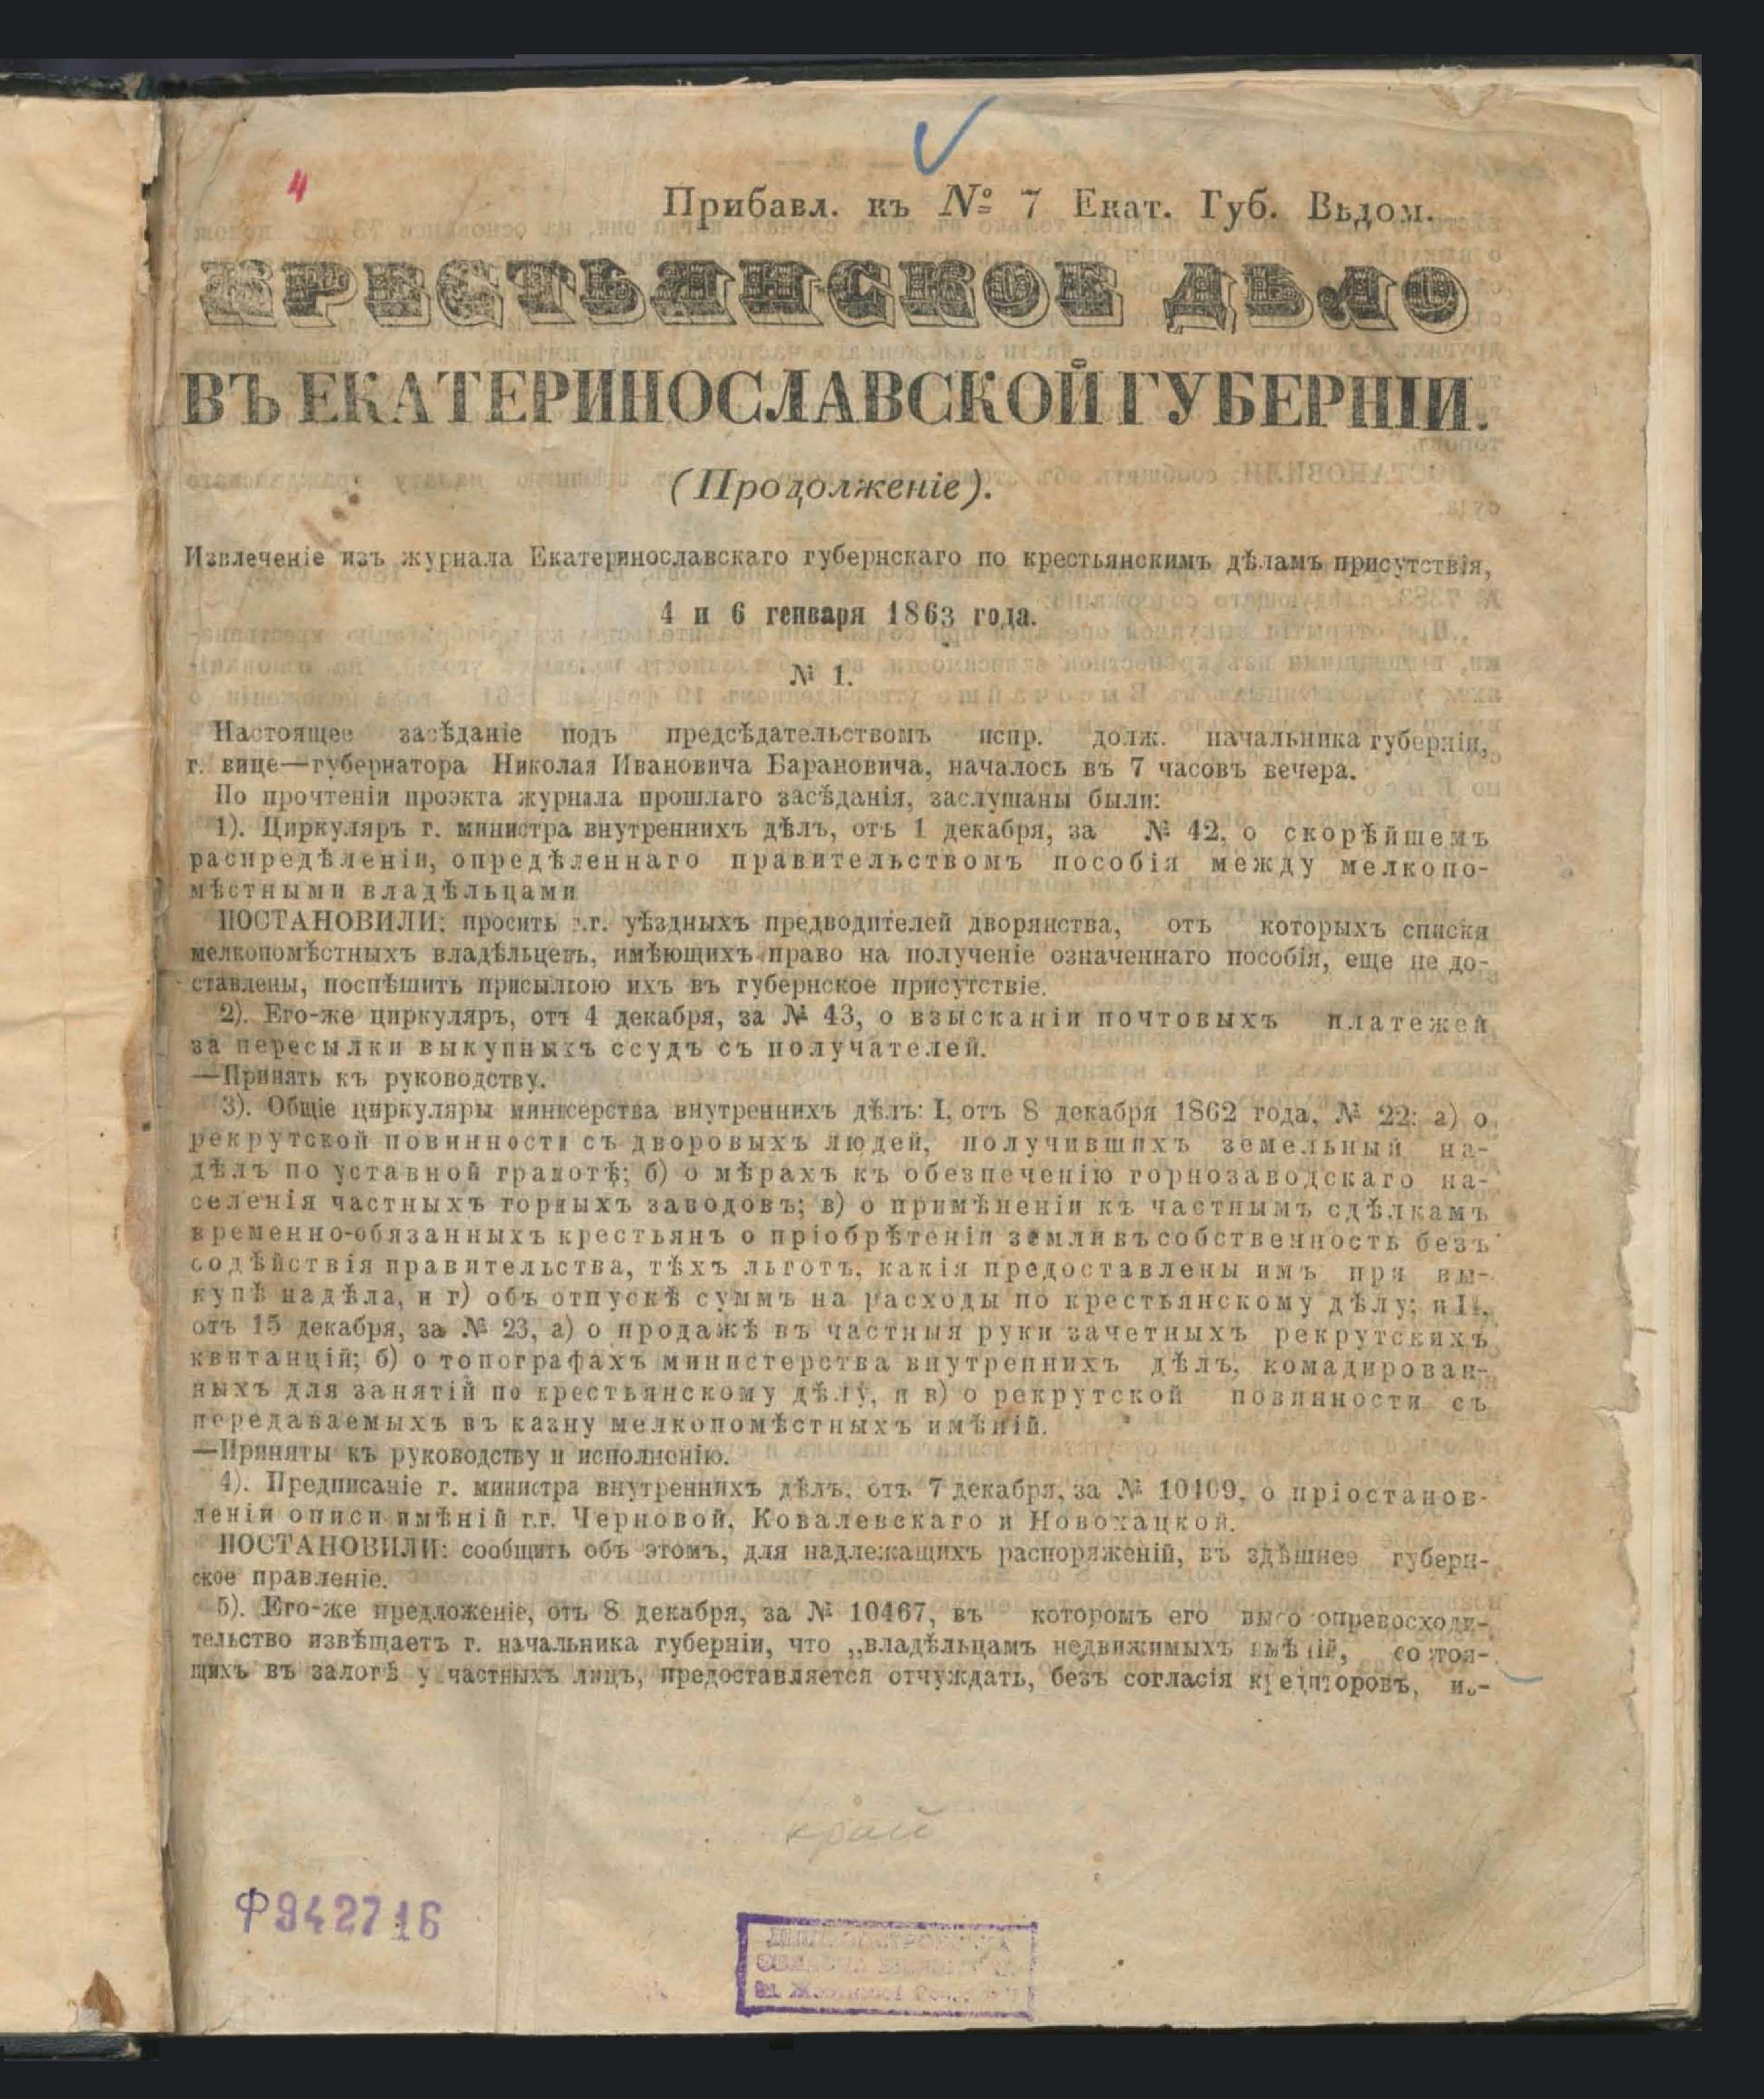 4
Прибавл. къ № 7 Екат. Губ. Вѣдом.
КРЕСТЬЯНСКОЕ ДѢЛО
ВЪ ЕКАТЕРИНОСЛАВСКОЙ ГУБЕРНІИ.
(Продолженіе).
Извлеченіе изъ журнала Екатеринославскаго губернскаго по крестьянскимъ дѣламъ присутствія,
4 и 6 генваря 1863 года.
№ 1.
Настоящее засѣданіе подъ предсѣдательствомъ испр. долж. начальника губерніи,
г. вице—губернатора Николая Ивановича Барановича, началось въ 7 часовъ вечера.
По прочтеніи проэкта журнала прошлаго засѣданія, заслушаны были:
1). Циркуляръ г. министра внутреннихъ дѣлъ, отъ 1 декабря, за № 42, о скорѣйшемъ
распредѣленіи, опредѣленнаго правительствомъ пособія между мелкопо-
мѣстными владѣльцами
ПОСТАНОВИЛИ: просить г.г. уѣздныхъ предводителей дворянства, отъ которыхъ списки
мелкопомѣстныхъ владѣльцевъ, имѣющихъ право на полученіе означеннаго пособія, еще не до-
ставлены, поспѣшить присылкою ихъ въ губернское присутствіе.
2). Его-же циркуляръ, отъ 4 декабря, за № 43, о взысканіи почтовыхъ платежей
за пересылки выкупныхъ ссудъ съ получателей.
—Принять къ руководству.
3). Общіе циркуляры минисерства внутреннихъ дѣлъ: I, отъ 8 декабря 1862 года, № 22: а) о
рекрутской повинности съ дворовыхъ людей, получившихъ земельный на-
дѣлъ по уставной грамотѣ; б) о мѣрахъ къ обезпеченію горнозаводскаго на-
селенія частныхъ горныхъ заводовъ; в) о примѣненіи къ частнымъ сдѣлкамъ
временно-обязанныхъ крестьянъ о пріобрѣтеніи земли въ собственность безъ
содѣйствія правительства, тѣхъ льготъ, какія предоставлены имъ при вы-
купѣ надѣла, и г) объ отпускѣ суммъ на расходы по крестьянскому дѣлу; и II,
отъ 15 декабря, за № 23, а) о продажѣ въ частныя руки зачетныхъ рекрутскихъ
квитанцій; б) о топографахъ министерства внутреннихъ дѣлъ, комадирован-
ныхъ для занятій по крестьянскому дѣлу, и в) о рекрутской повинности съ
передаваемыхъ въ казну мелкопомѣстныхъ имѣній.
—Приняты къ руководству и исполненію.
4). Предписаніе г. министра внутреннихъ дѣлъ, отъ 7 декабря, за № 10409, о пріостанов-
леніи описи имѣній г.г. Черновой, Ковалевскаго и Новохацкой.
ПОСТАНОВИЛИ: сообщить объ этомъ, для надлежащихъ распоряженій, въ здѣшнее губерн-
ское правленіе.
5). Его-же предложеніе, отъ 8 декабря, за № 10467, въ которомъ его высокопревосходи-
тельство извѣщаетъ г. начальника губерніи, что „владѣльцамъ недвижимыхъ имѣній, состоя-
щихъ въ залогѣ у частныхъ лицъ, предоставляется отчуждать, безъ согласія кредиторовъ,
край
Ф942716